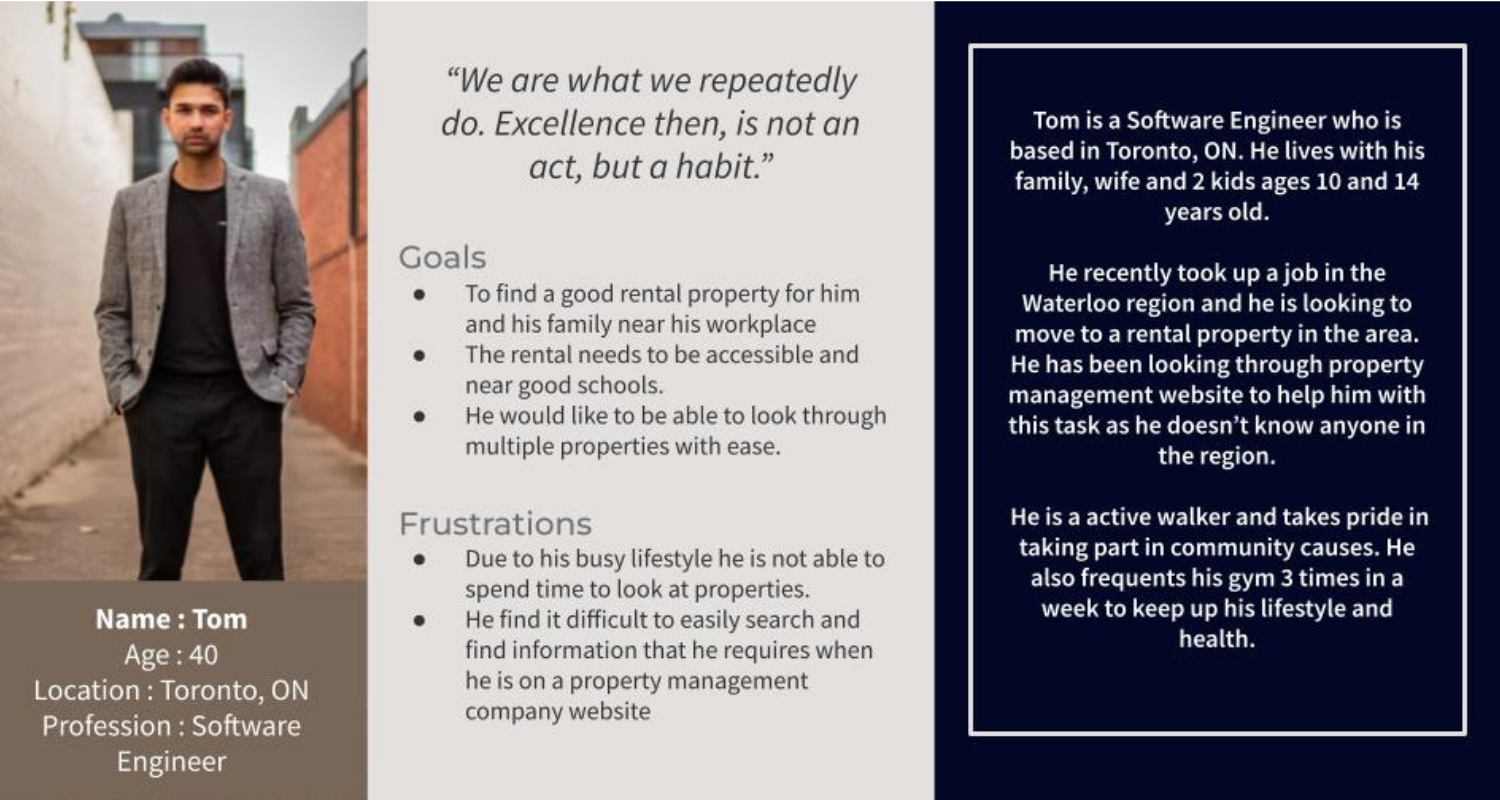 “We are what we repeatedly
do. Excellence then, is not an
act, but a habit.”
Goals
● To find a good rental property for him
and his family near his workplace
● The rental needs to be accessible and
near good schools.
● He would like to be able to look through
multiple properties with ease.
Frustrations
● Due to his busy lifestyle he is not able to
spend time to look at properties.
● He find it difficult to easily search and
find information that he requires when
he is on a property management
company website
Name : Tom
Age : 40
Location : Toronto, ON
Profession : Software
Engineer
Tom is a Software Engineer who is
based in Toronto, ON. He lives with his
family, wife and 2 kids ages 10 and 14
years old.
He recently took up a job in the
Waterloo region and he is looking to
move to a rental property in the area.
He has been looking through property
management website to help him with
this task as he doesn’t know anyone in
the region.
He is a active walker and takes pride in
taking part in community causes. He
also frequents his gym 3 times in a
week to keep up his lifestyle and
health.